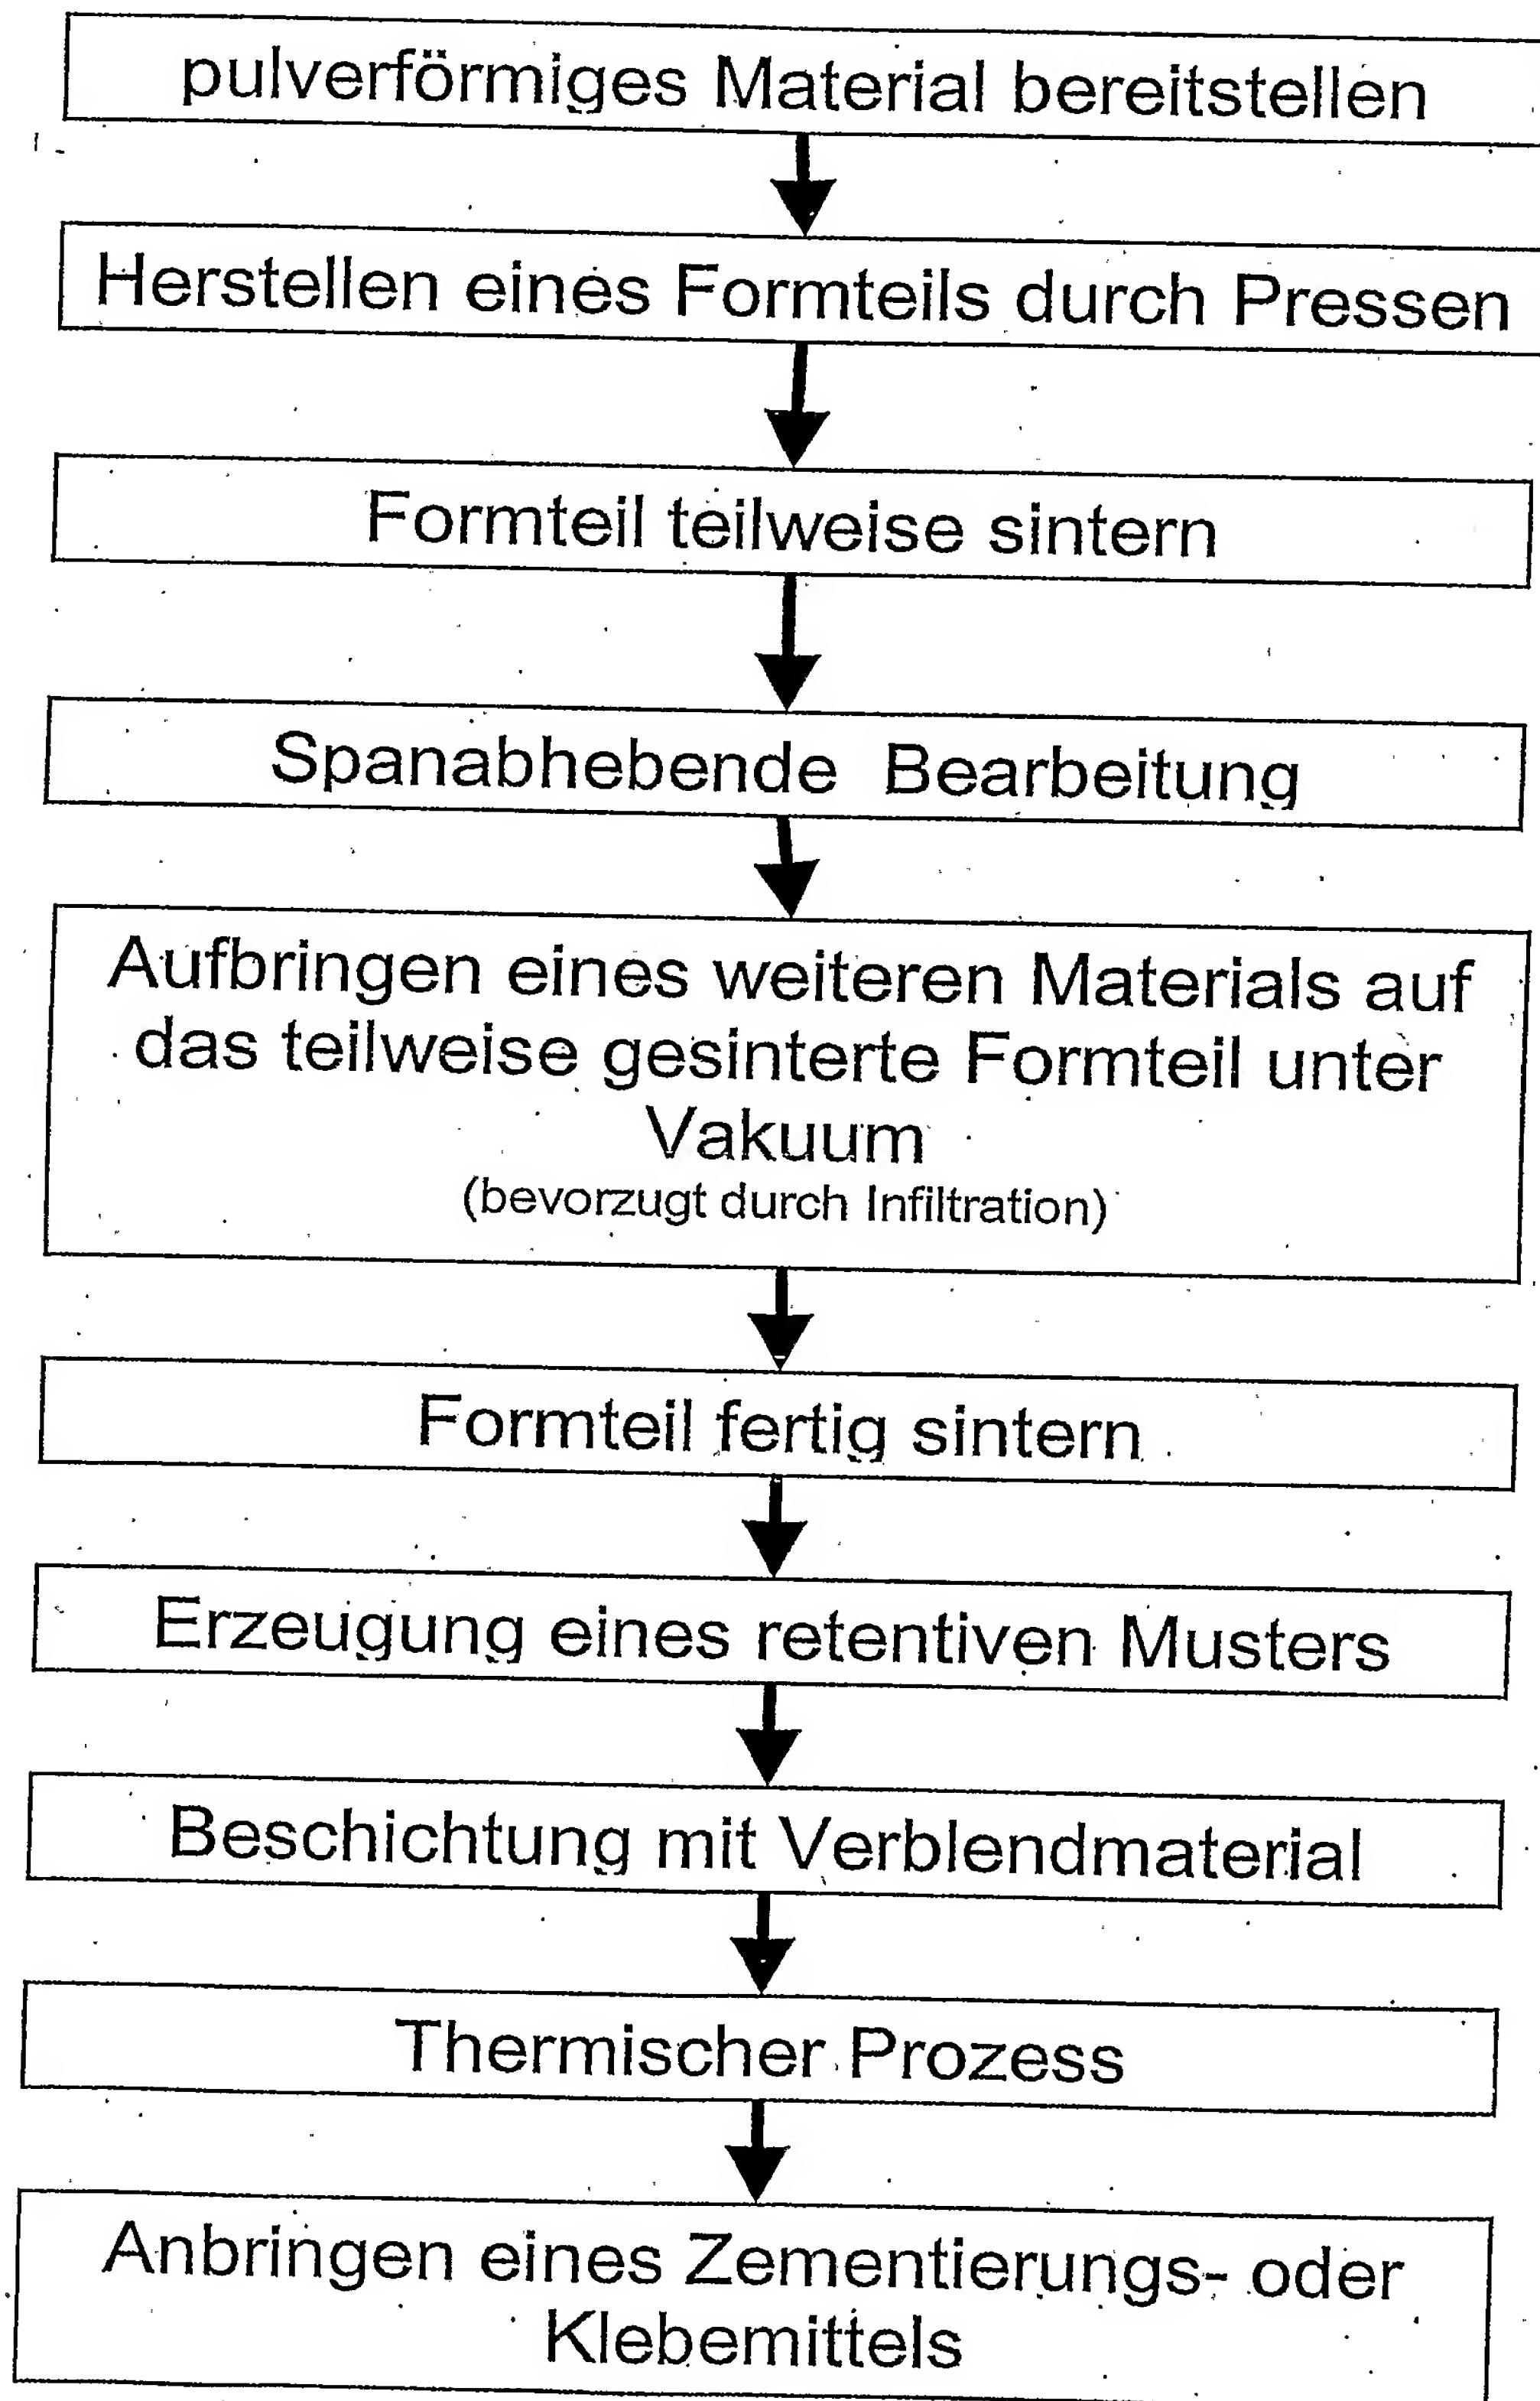 pulverförmiges Material bereitstellen
Herstellen eines Formteils durch Pressen
Formteil teilweise sintern
Spanabhebende Bearbeitung
Aufbringen eines weiteren Materials auf
das teilweise gesinterte Formteil unter
Vakuum
(bevorzugt durch Infiltration)
Formteil fertig sintern
Erzeugung eines retentiven Musters
Beschichtung mit Verblendmaterial
Thermischer Prozess
Anbringen eines Zementierungs- oder
Klebemittels